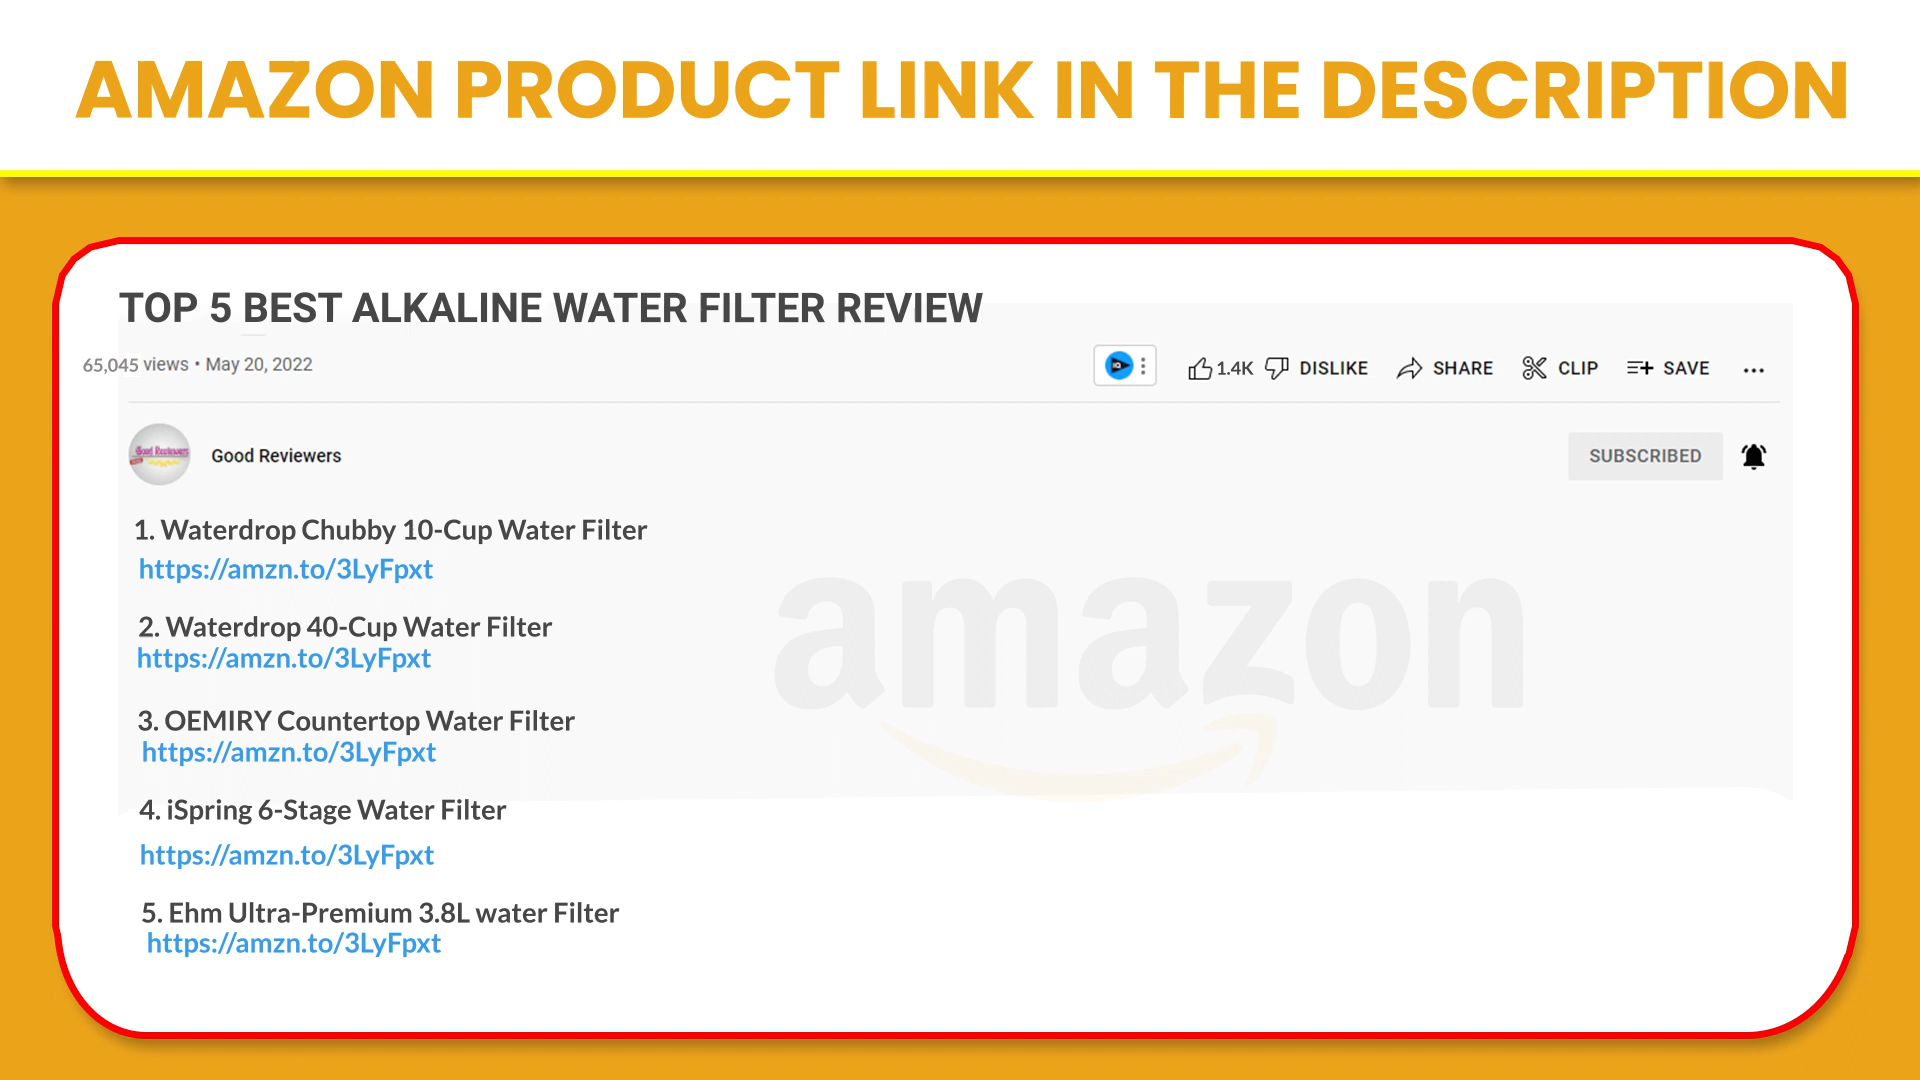 AMAZON PRODUCT LINK IN THE DESCRIPTION
TOP 5 BEST ALKALINE WATER FILTER REVIEW
65,045 views • May 20, 2022
1.4K DISLIKE SHARE CLIP SAVE ...
Good Reviewers
Good Reviewers
SUBSCRIBED
1. Waterdrop Chubby 10-Cup Water Filter
https://amzn.to/3LyFpxt
2. Waterdrop 40-Cup Water Filter
https://amzn.to/3LyFpxt
3. OEMIRY Countertop Water Filter
https://amzn.to/3LyFpxt
4. iSpring 6-Stage Water Filter
https://amzn.to/3LyFpxt
5. Ehm Ultra-Premium 3.8L water Filter
https://amzn.to/3LyFpxt
amazon